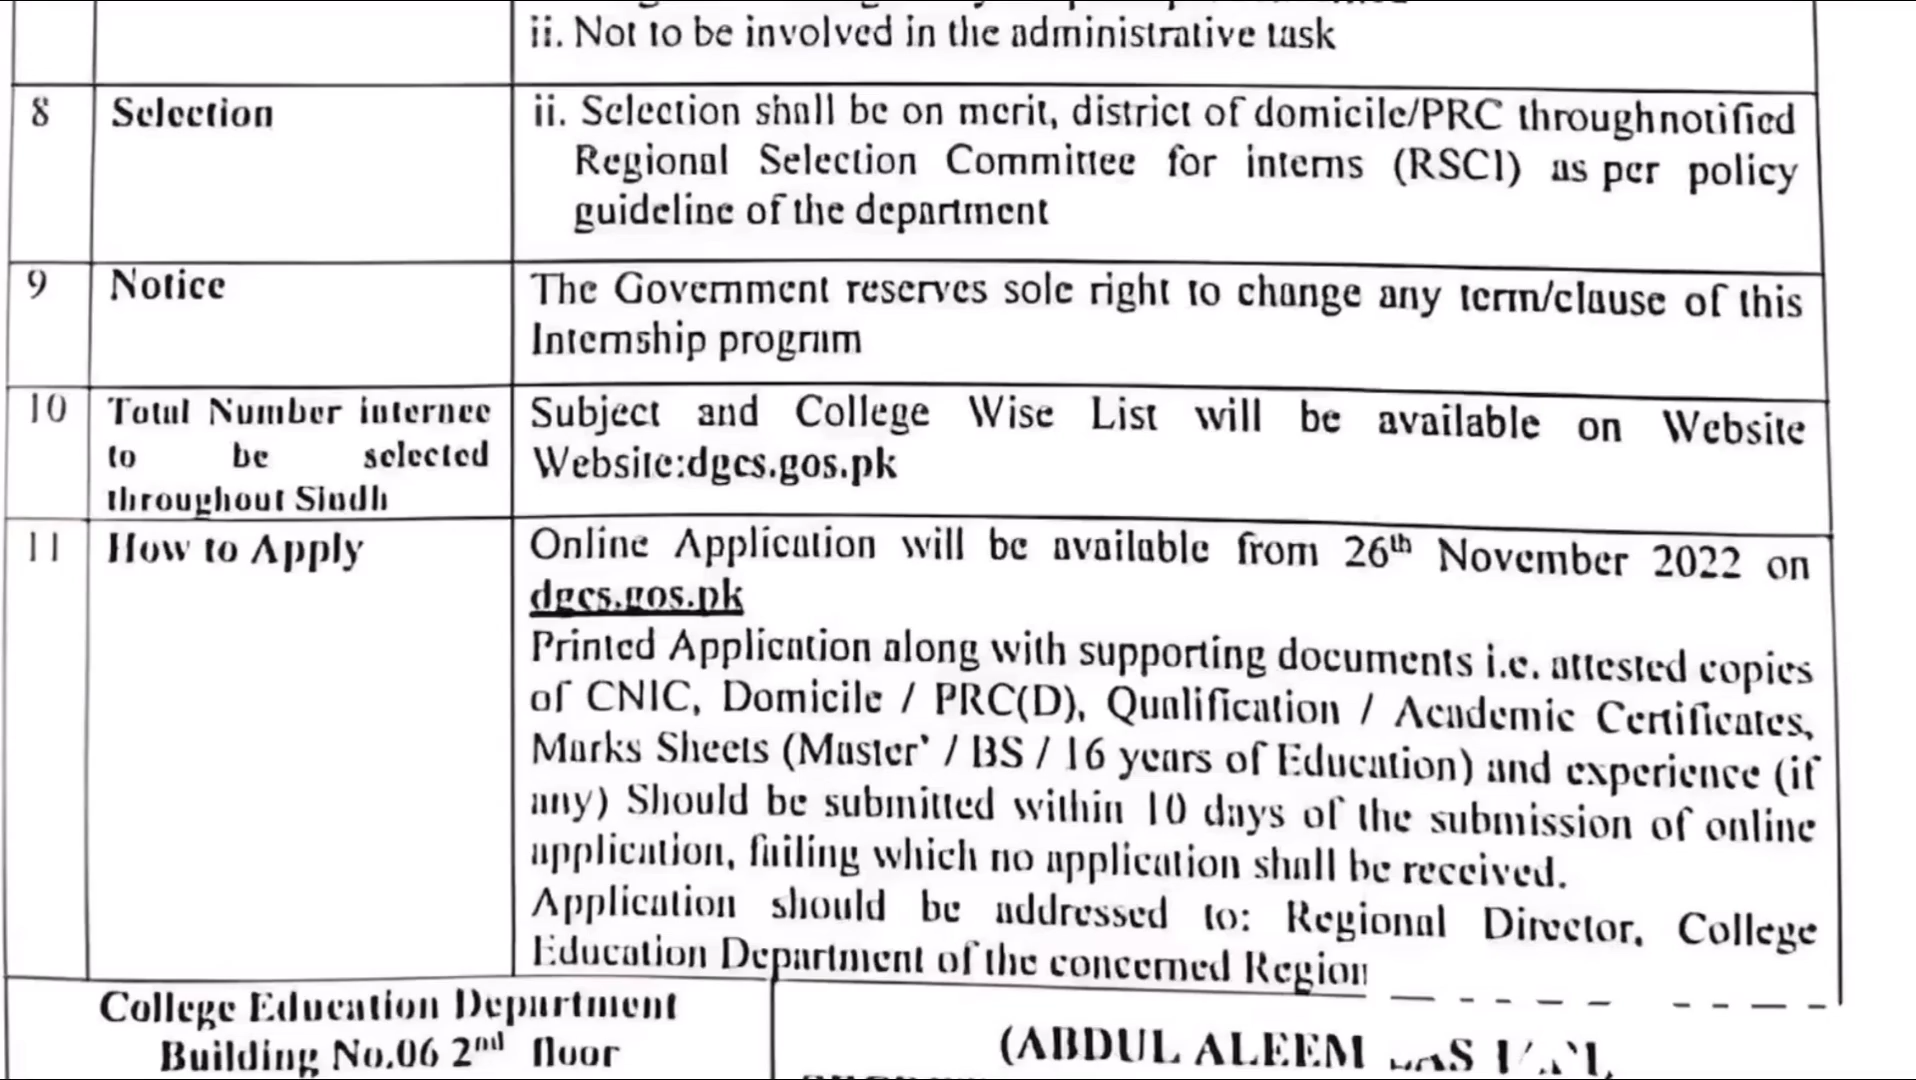 ii. Not to be involved in the administrative task
8
Selection
ii. Selection shall be on merit, district of domicile/PRC throughnotified
Regional Selection Committee for interns (RSCI) as per policy
guideline of the department
9
Notice
The Government reserves sole right to change any term/clause of this
Internship program
10
Total Number internee
to be selected
throughout Sindh
Subject and College Wise List will be available on Website
Website:dgcs.gos.pk
11
How to Apply
Online Application will be available from 26th November 2022 on
dgcs.gos.pk
Printed Application along with supporting documents i.e. attested copies
of CNIC, Domicile / PRC(D), Qualification / Academic Certificates,
Marks Sheets (Master' / BS / 16 years of Education) and experience (if
any) Should be submitted within 10 days of the submission of online
application, failing which no application shall be received.
Application should be addressed to: Regional Director, College
Education Department of the concerned Region
College Education Department
Building No.06 2nd floor
(ABDUL ALEEM